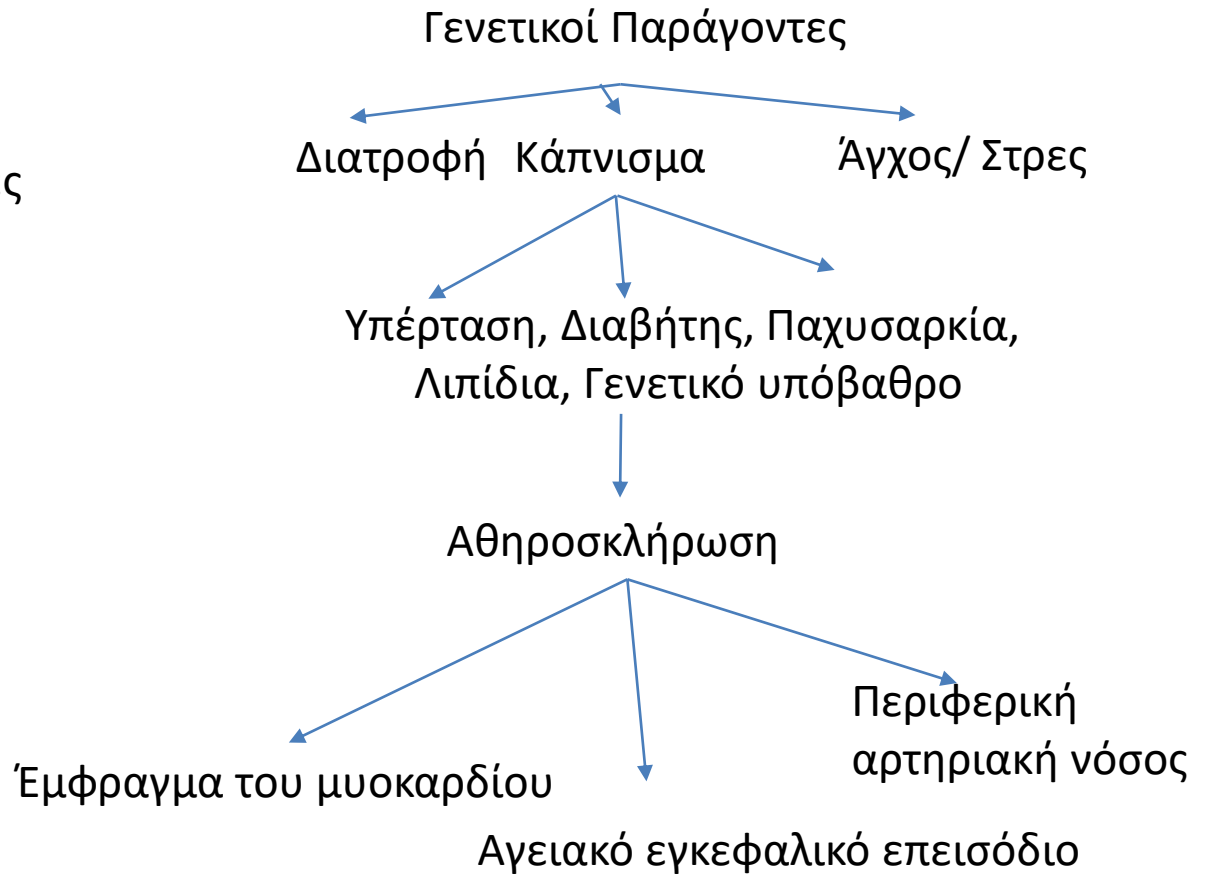 Γενετικοί Παράγοντες
Διατροφή Κάπνισμα Άγχος/ Στρες
ς
Υπέρταση, Διαβήτης, Παχυσαρκία,
Λιπίδια, Γενετικό υπόβαθρο
Αθηροσκλήρωση
Περιφερική
αρτηριακή νόσος
Έμφραγμα του μυοκαρδίου
Αγειακό εγκεφαλικό επεισόδιο